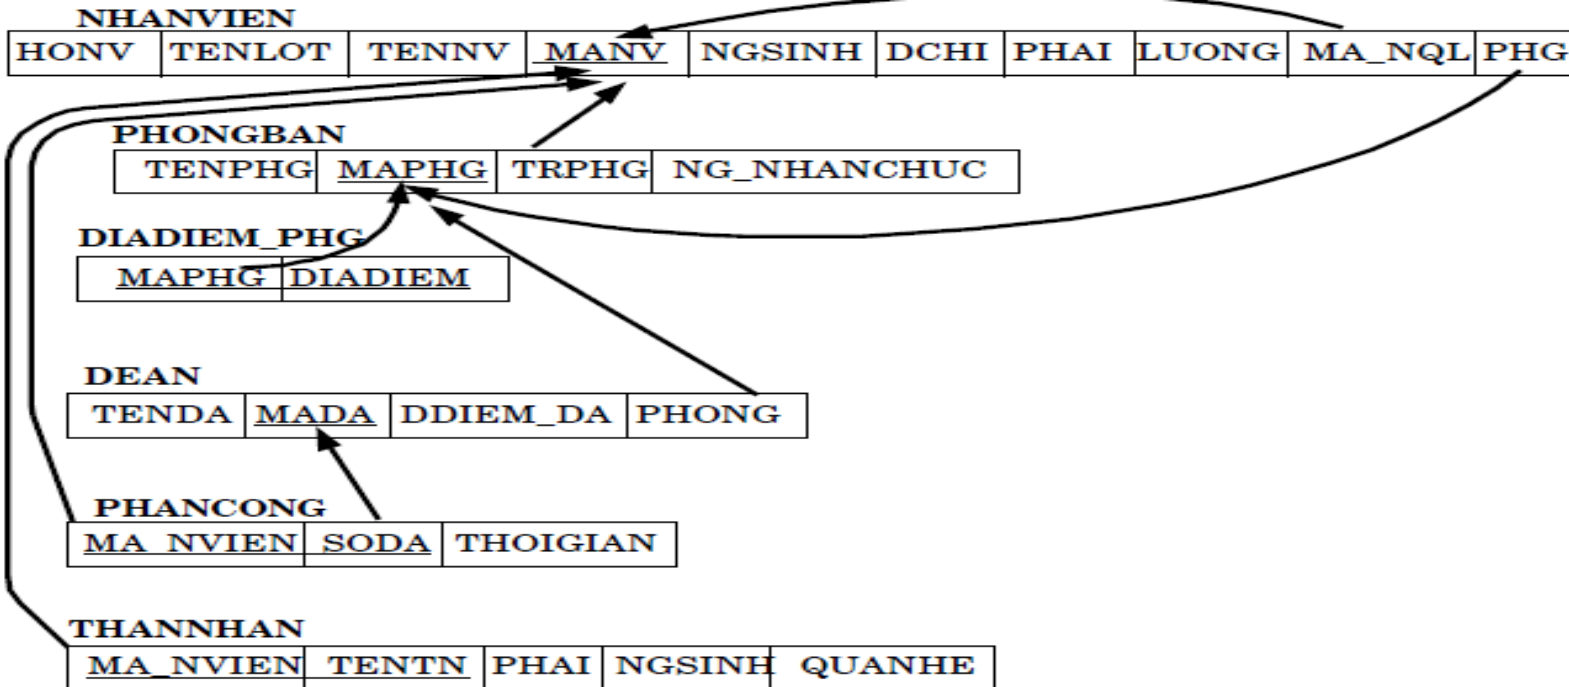 NHANVIEN
HONV TENLOT TENNV MANV NGSINH DCHI PHAI LUONG MA_NQL PHG
PHONGBAN
TENPHG MAPHG TRPHG NG_NHANCHUC
DIADIEM_PHG
MAPHG DIADIEM
DEAN
TENDA MADA DDIEM_DA PHONG
PHANCONG
MA_NVIEN SODA THOIGIAN
THANNHAN
MA_NVIEN TENTN PHAI NGSINH QUANHE